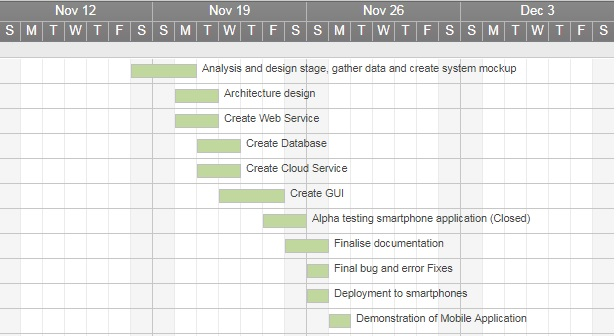 Nov 12 Nov 19 Nov 26 Dec 3
S M T W T F S S M T W T F S S M T W T F S S M T W T F S
Analysis and design stage, gather data and create system mockup
Architecture design
Create Web Service
Create Database
Create Cloud Service
Create GUI
Alpha testing smartphone application (Closed)
Finalise documentation
Final bug and error Fixes
Deployment to smartphones
Demonstration of Mobile Application